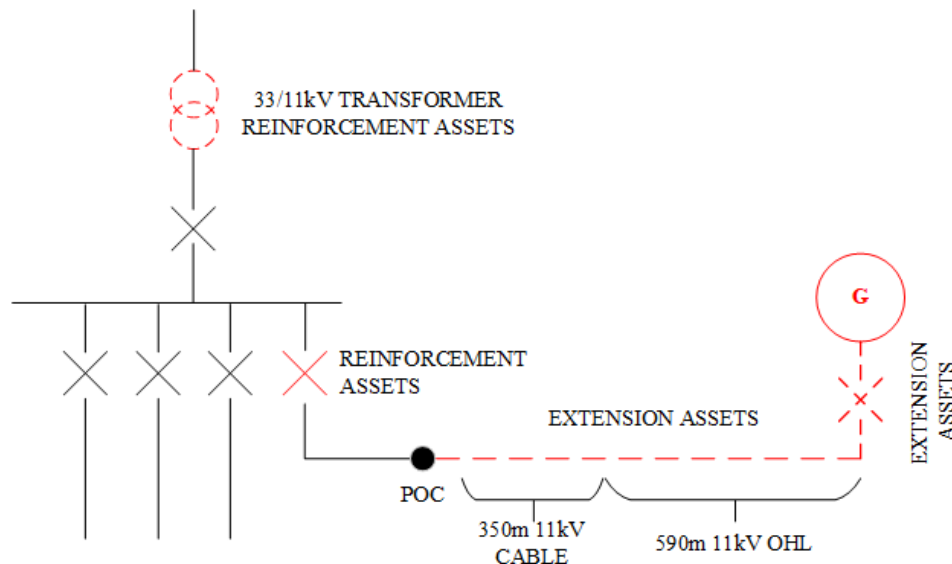 33/11kV TRANSFORMER
REINFORCEMENT ASSETS
G
REINFORCEMENT
ASSETS
EXTENSION ASSETS
EXTENSION
ASSETS
POC
350m 11kV
CABLE
590m 11kV OHL